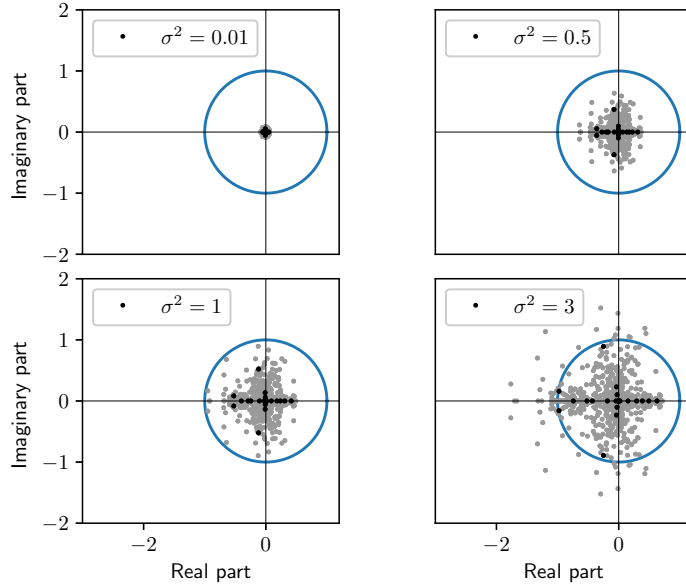 2
1
0
−1
−2
Imaginary part
σ² = 0.01
σ² = 0.5
2
1
0
−1
−2
Imaginary part
σ² = 1
σ² = 3
−2
0
Real part
−2
0
Real part